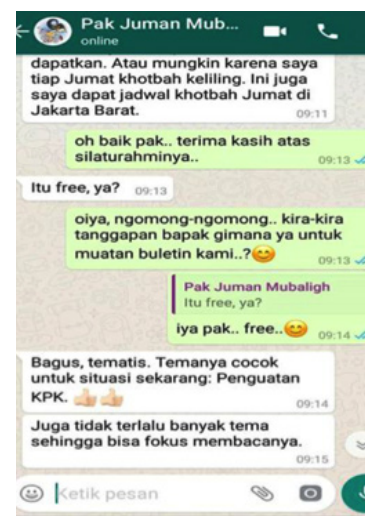 Pak Juman Mub...
online
dapatkan. Atau mungkin karena saya
tiap Jumat khotbah keliling. Ini juga
saya dapat jadwal khotbah Jumat di
Jakarta Barat.
09:11
oh baik pak.. terima kasih atas
silaturahminya..
09:13
Itu free, ya?
09:13
oiya, ngomong-ngomong.. kira-kira
tanggapan bapak gimana ya untuk
muatan buletin kami..?😊
09:13
Pak Juman Mubaligh
Itu free, ya?
iya pak.. free..😊
09:14
Bagus, tematis. Temanya cocok
untuk situasi sekarang: Penguatan
KPK. 👍🏻👍🏻
09:14
Juga tidak terlalu banyak tema
sehingga bisa fokus membacanya.
09:15
Ketik pesan